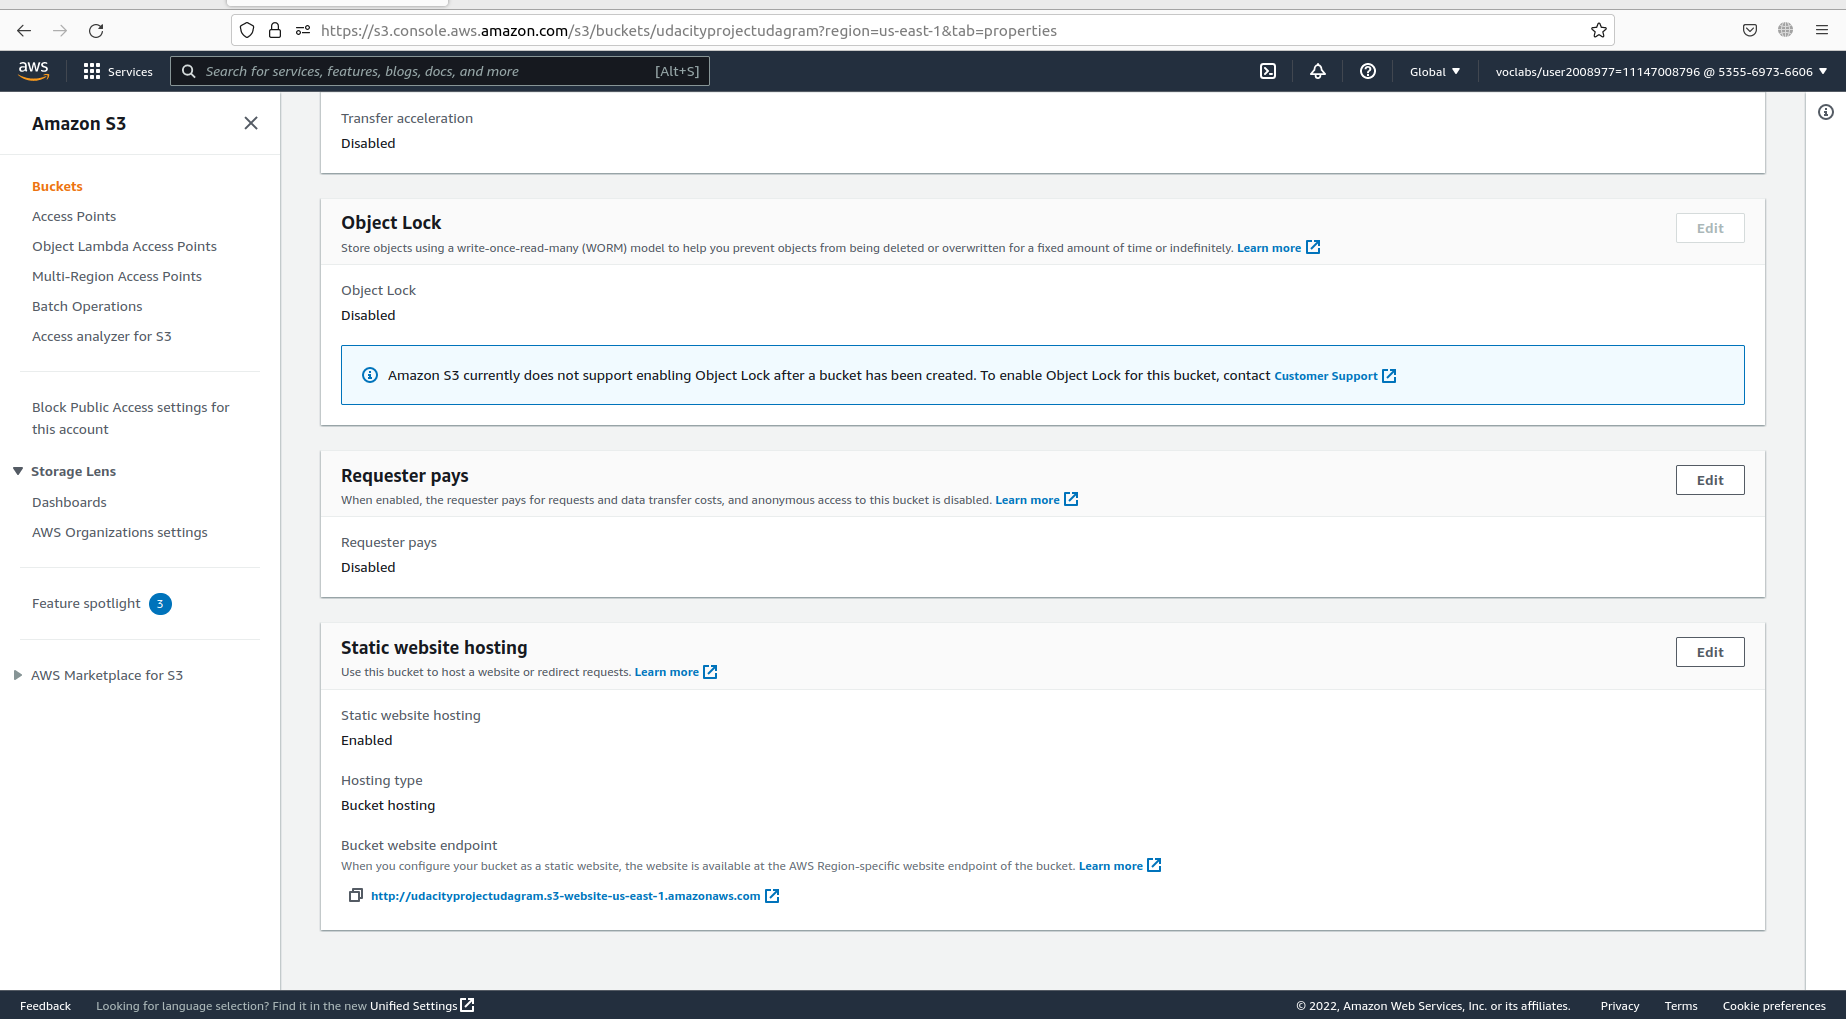 https://s3.console.aws.amazon.com/s3/buckets/udacityprojectudagram?region=us-east-1&tab=properties
aws
Services
Search for services, features, blogs, docs, and more
[Alt+S]
Global
voclabs/user2008977=11147008796 @ 5355-6973-6606
Amazon S3
Buckets
Access Points
Object Lambda Access Points
Multi-Region Access Points
Batch Operations
Access analyzer for S3
Block Public Access settings for
this account
Storage Lens
Dashboards
AWS Organizations settings
Feature spotlight 3
AWS Marketplace for S3
Transfer acceleration
Disabled
Object Lock
Edit
Store objects using a write-once-read-many (WORM) model to help you prevent objects from being deleted or overwritten for a fixed amount of time or indefinitely. Learn more
Object Lock
Disabled
Amazon S3 currently does not support enabling Object Lock after a bucket has been created. To enable Object Lock for this bucket, contact Customer Support
Requester pays
Edit
When enabled, the requester pays for requests and data transfer costs, and anonymous access to this bucket is disabled. Learn more
Requester pays
Disabled
Static website hosting
Edit
Use this bucket to host a website or redirect requests. Learn more
Static website hosting
Enabled
Hosting type
Bucket hosting
Bucket website endpoint
When you configure your bucket as a static website, the website is available at the AWS Region-specific website endpoint of the bucket. Learn more
http://udacityprojectudagram.s3-website-us-east-1.amazonaws.com
Feedback
Looking for language selection? Find it in the new Unified Settings
© 2022, Amazon Web Services, Inc. or its affiliates.
Privacy
Terms
Cookie preferences